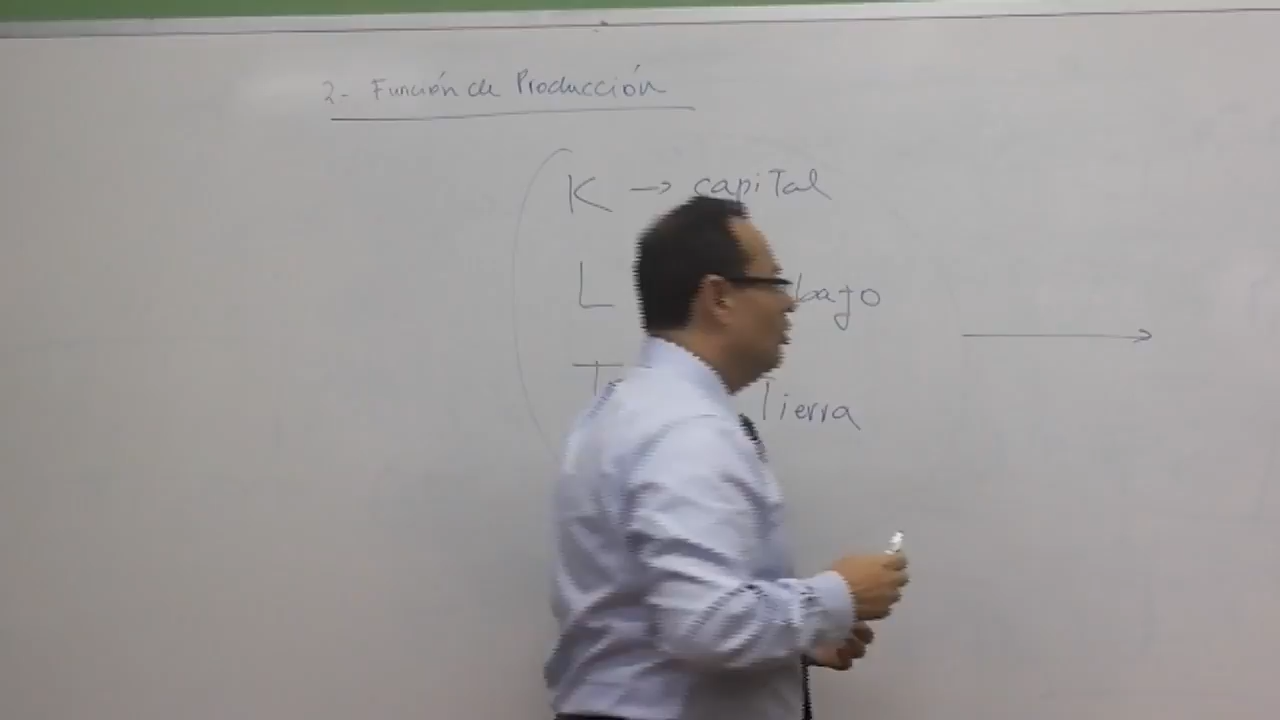 2- Función de Producción
K → capital
L bajo
T Tierra